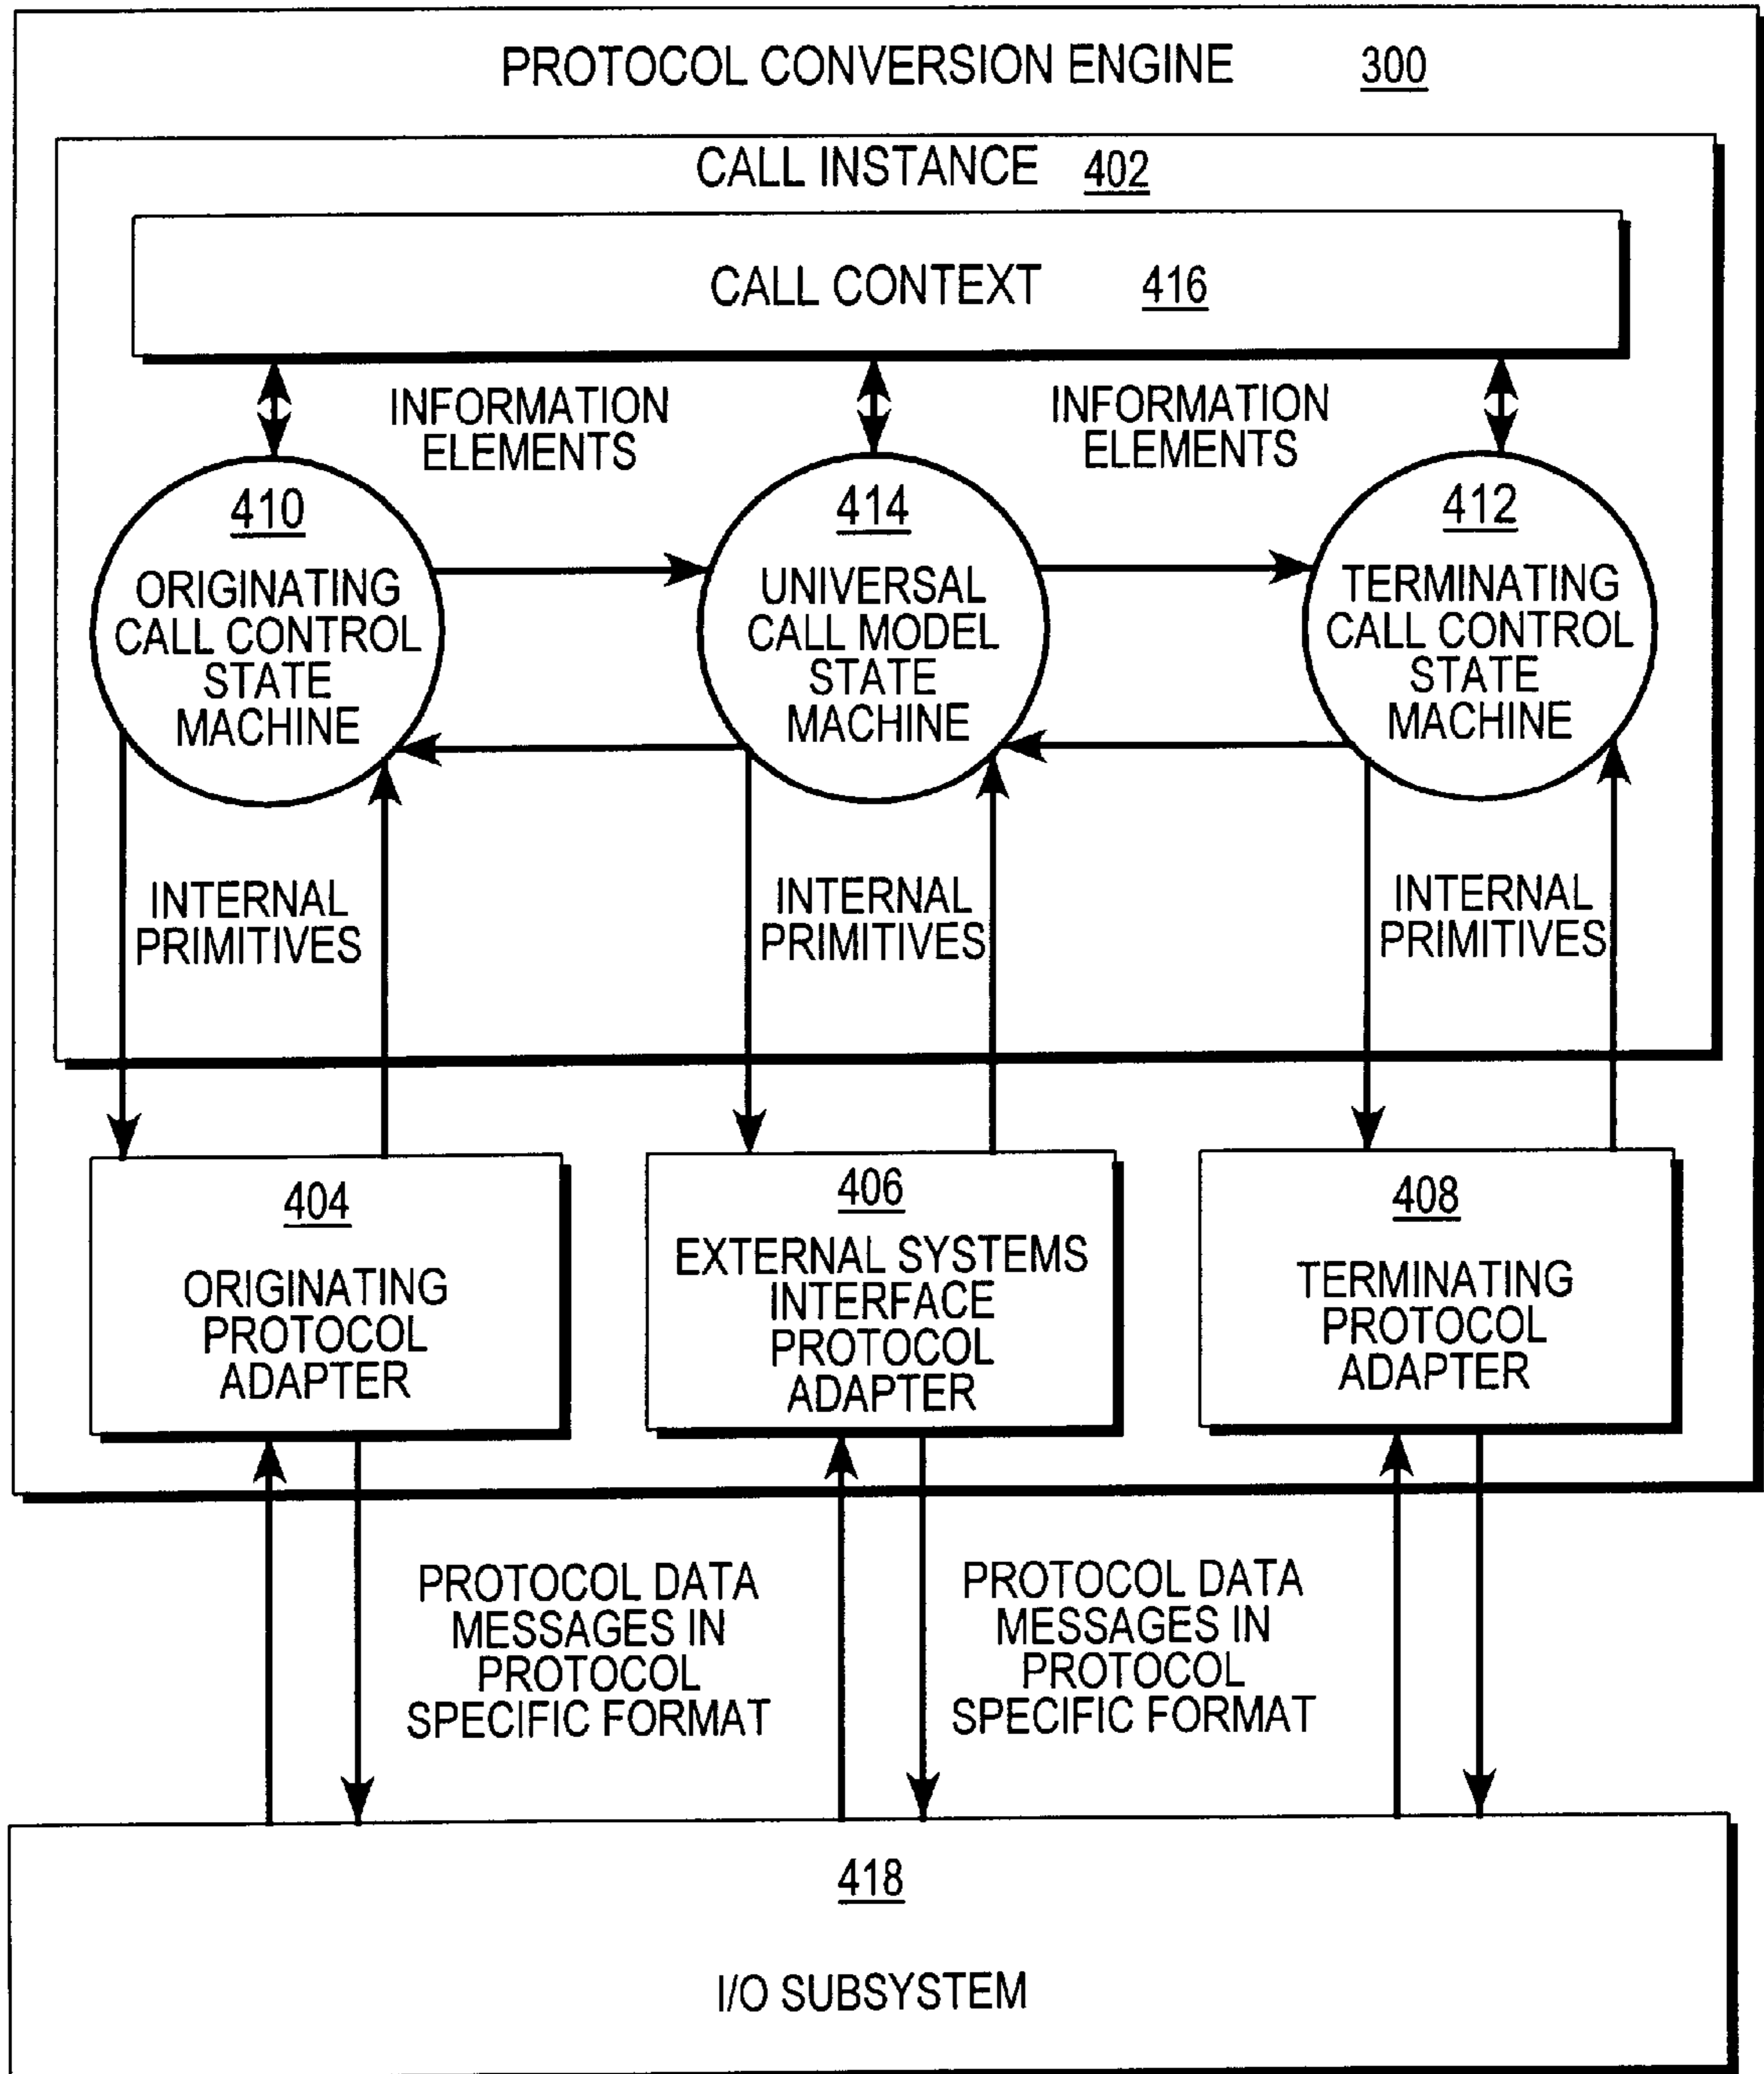 PROTOCOL CONVERSION ENGINE 300
CALL INSTANCE 402
CALL CONTEXT 416
INFORMATION
ELEMENTS
INFORMATION
ELEMENTS
410
ORIGINATING
CALL CONTROL
STATE
MACHINE
414
UNIVERSAL
CALL MODEL
STATE
MACHINE
412
TERMINATING
CALL CONTROL
STATE
MACHINE
INTERNAL
PRIMITIVES
INTERNAL
PRIMITIVES
INTERNAL
PRIMITIVES
404
ORIGINATING
PROTOCOL
ADAPTER
406
EXTERNAL SYSTEMS
INTERFACE
PROTOCOL
ADAPTER
408
TERMINATING
PROTOCOL
ADAPTER
PROTOCOL DATA
MESSAGES IN
PROTOCOL
SPECIFIC FORMAT
PROTOCOL DATA
MESSAGES IN
PROTOCOL
SPECIFIC FORMAT
418
I/O SUBSYSTEM